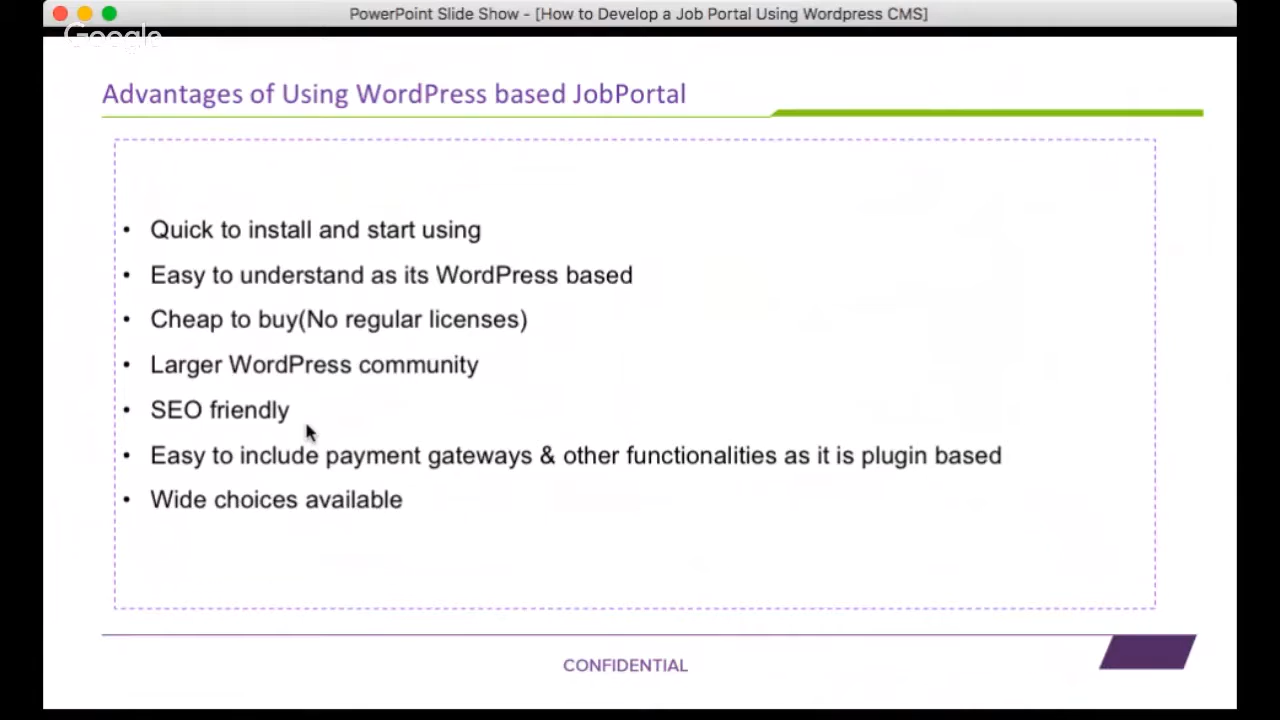 PowerPoint Slide Show - [How to Develop a Job Portal Using Wordpress CMS]
Google
Advantages of Using WordPress based JobPortal
• Quick to install and start using
• Easy to understand as its WordPress based
• Cheap to buy(No regular licenses)
• Larger WordPress community
• SEO friendly
• Easy to include payment gateways & other functionalities as it is plugin based
• Wide choices available
CONFIDENTIAL